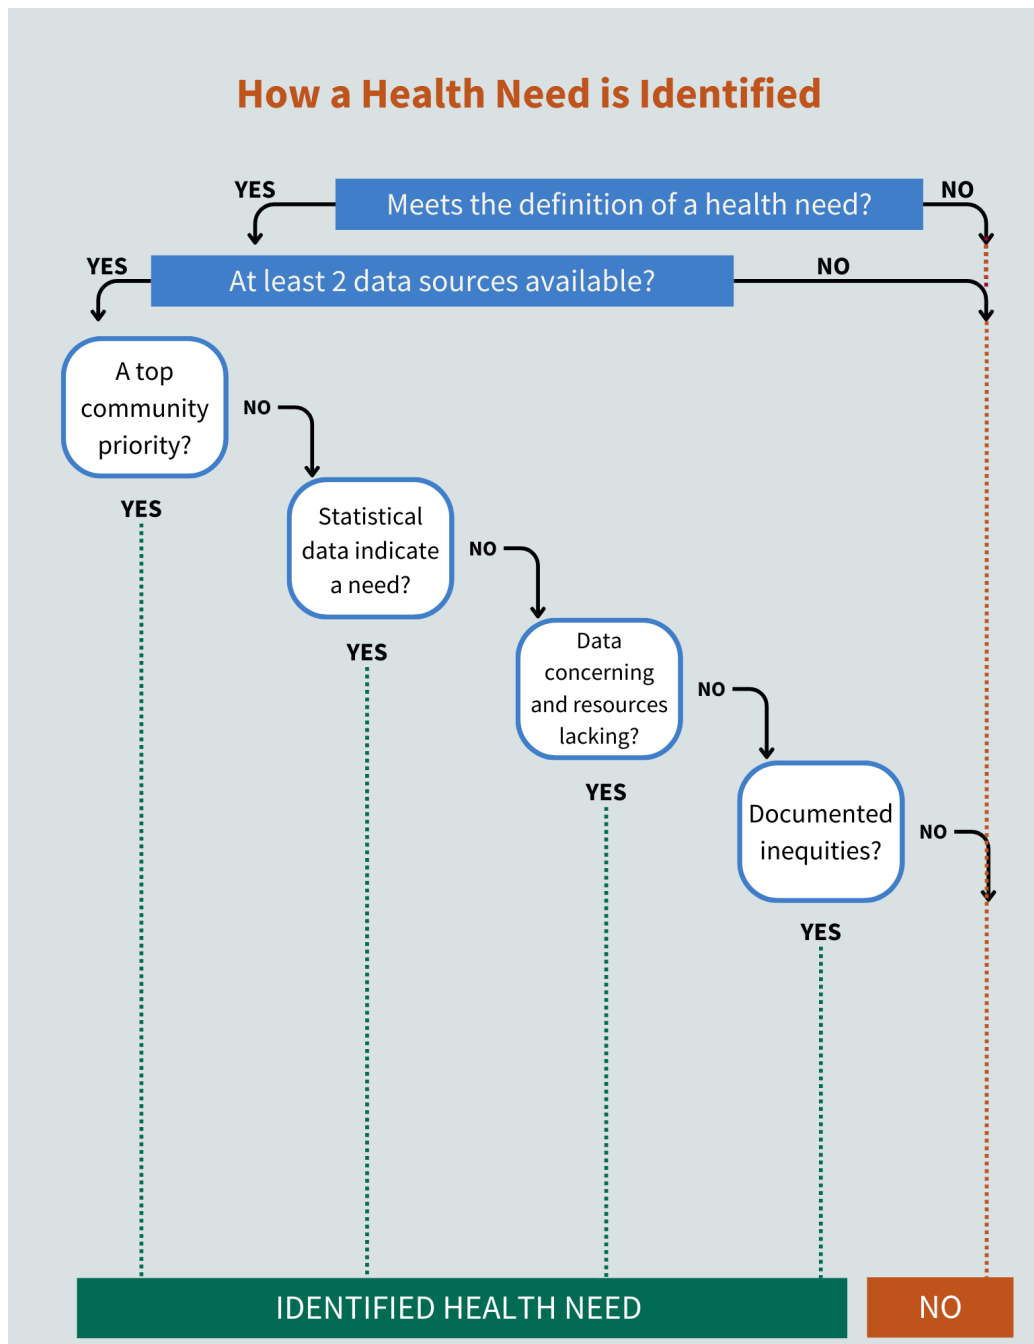 How a Health Need is Identified
YES
Meets the definition of a health need?
NO
YES
At least 2 data sources available?
NO
A top
community
priority?
NO
YES
Statistical
data indicate
a need?
NO
YES
Data
concerning
and resources
lacking?
NO
YES
Documented
inequities?
NO
YES
IDENTIFIED HEALTH NEED
NO